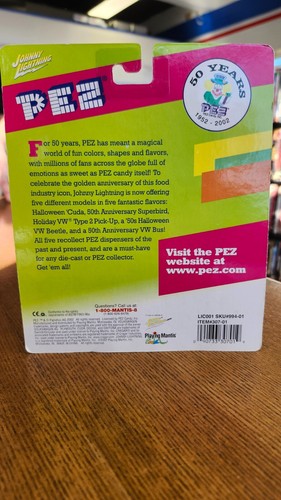 JOHNNY
LIGHTNING
PEZ
50 YEARS
PEZ
1952 - 2002
For 50 years, PEZ has meant a magical
world of fun colors, shapes and flavors,
with millions of fans across the globe full of
emotions as sweet as PEZ candy itself! To
celebrate the golden anniversary of this food
industry icon, Johnny Lightning is now offering
five different models in five fantastic flavors:
Halloween 'Cuda, 50th Anniversary Superbird,
Holiday VW® Type 2 Pick-Up, a '50s Halloween
VW Beetle, and a 50th Anniversary VW Bus!
All five recollect PEZ dispensers of the
past and present, and are a must-have
for any die-cast or PEZ collector.
Get 'em all!
Visit the PEZ
website at
www.pez.com
Questions? Call us at
1-800-MANTIS-8
Playing Mantis
LIC001 SKU#994-01
ITEM#307-01